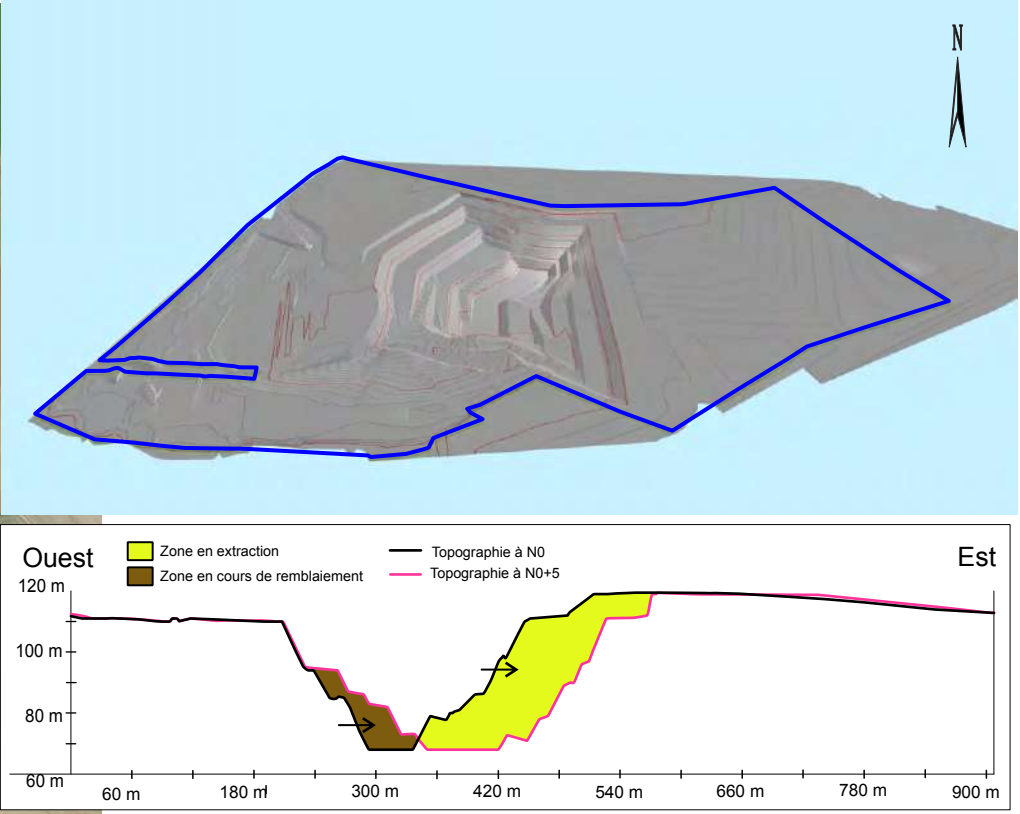 N
Ouest
Zone en extraction
Topographie à N0
Est
Zone en cours de remblaiement
Topographie à N0+5
120 m
100 m
80 m
60 m
60 m 180 m 300 m 420 m 540 m 660 m 780 m 900 m